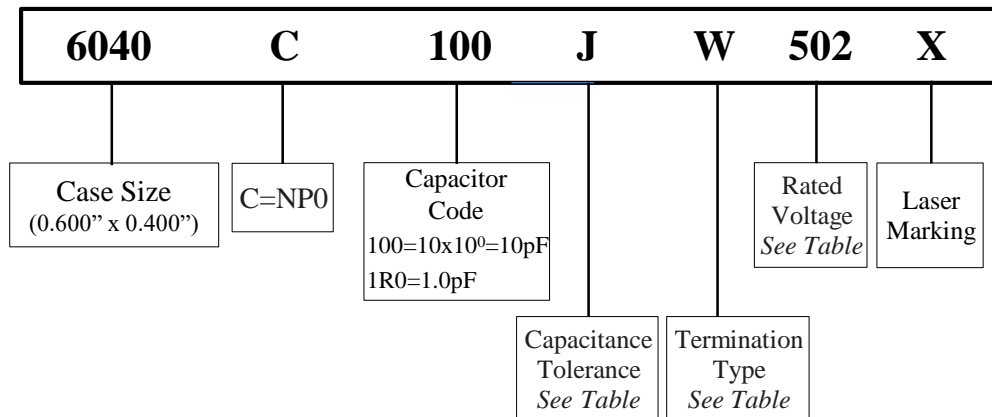 6040 C 100 J W 502 X
Case Size
(0.600” x 0.400”)
C=NP0
Capacitor
Code
100=10x10⁰=10pF
1R0=1.0pF
Capacitance
Tolerance
See Table
Termination
Type
See Table
Rated
Voltage
See Table
Laser
Marking